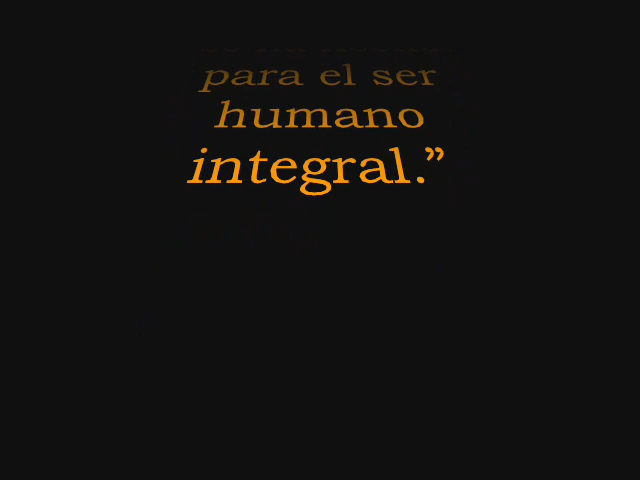 para el ser
humano
integral.”